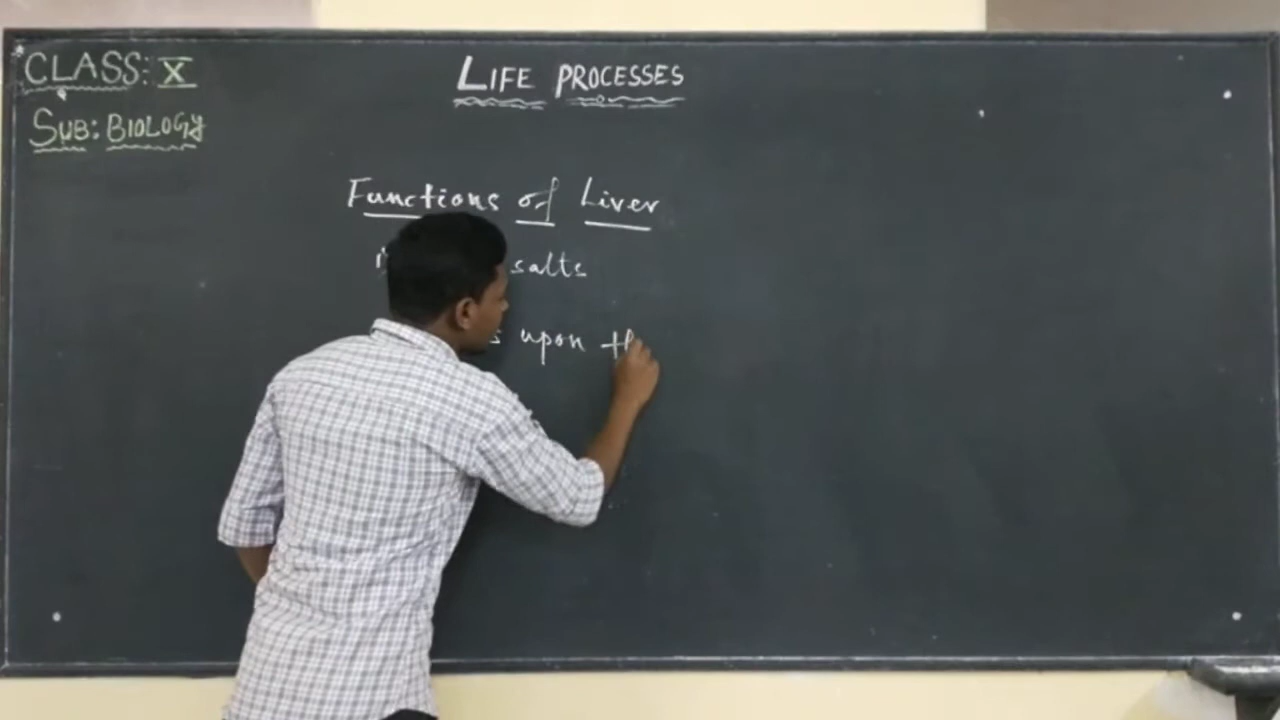 CLASS: X
SUB: BIOLOGY
LIFE PROCESSES
Functions of Liver
salts
upon